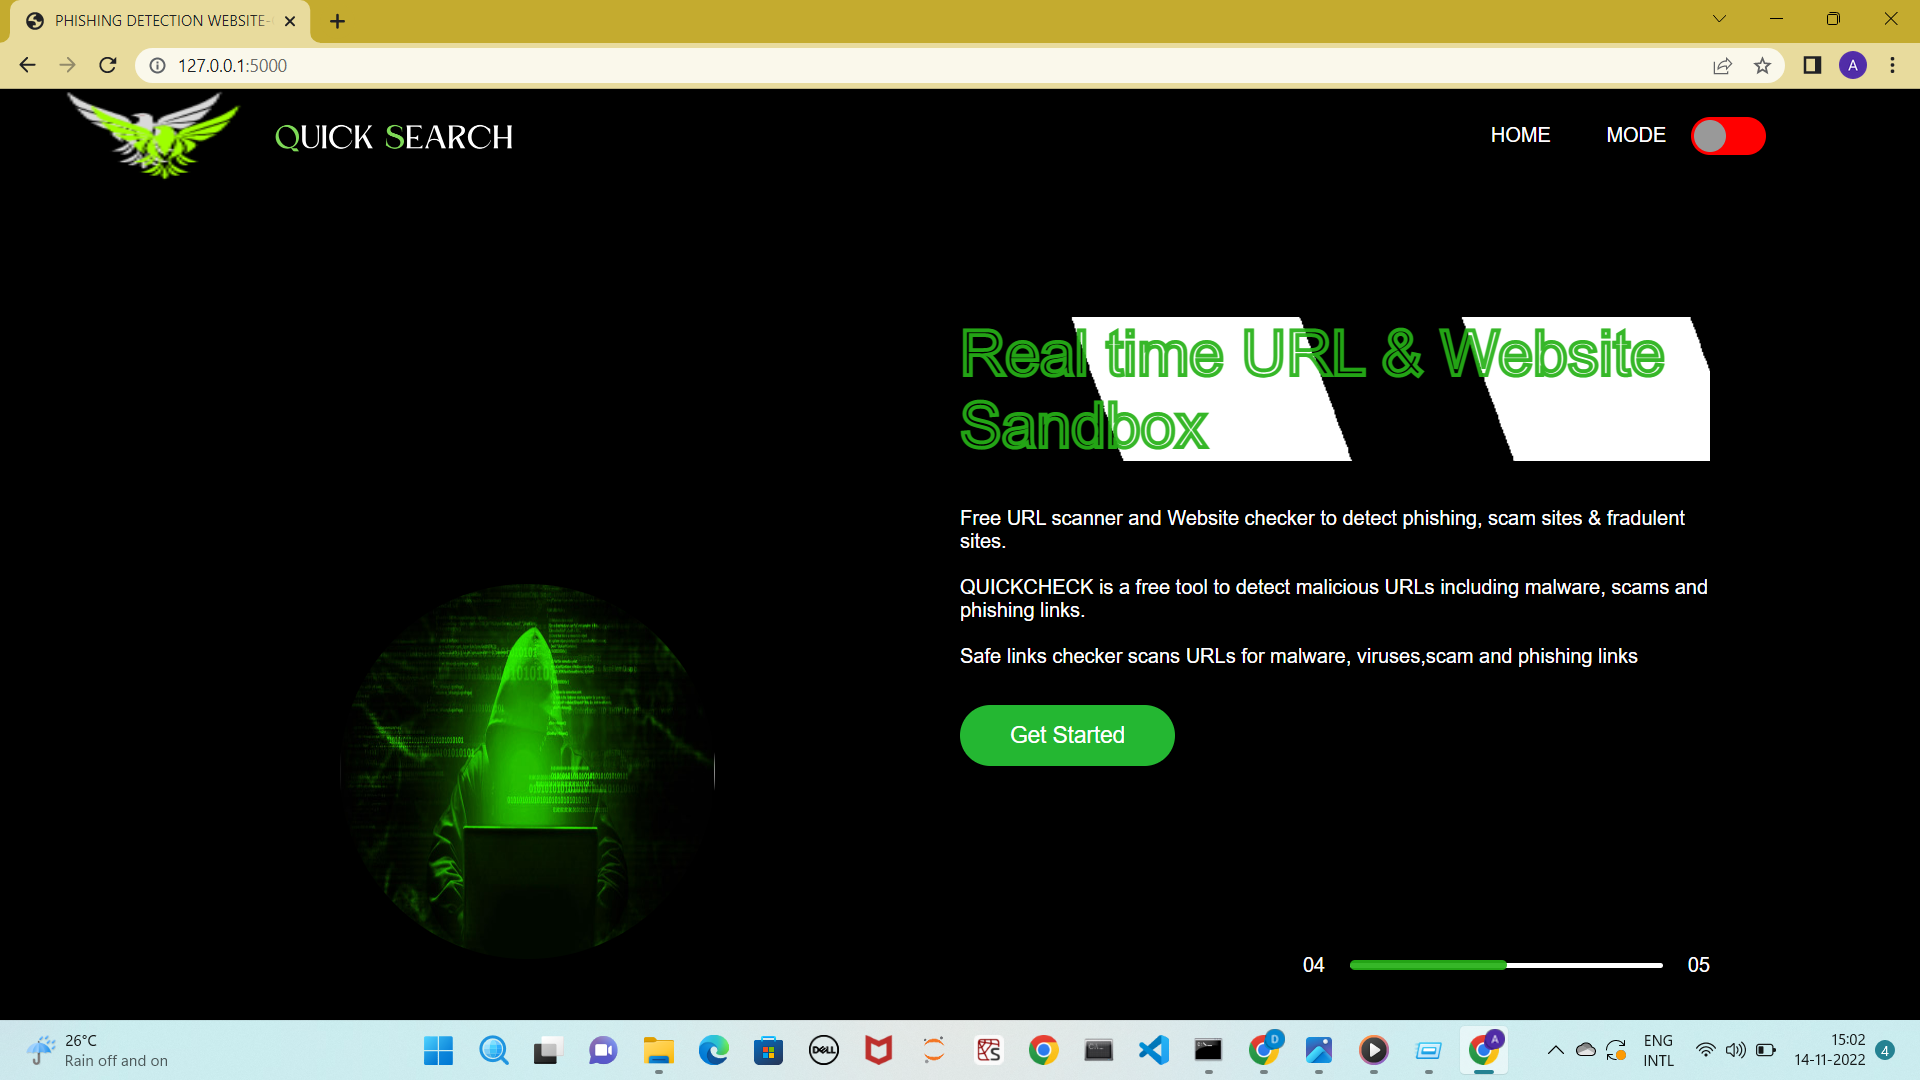 PHISHING DETECTION WEBSITE-
127.0.0.1:5000
A
QUICK SEARCH
HOME
MODE
Real time URL & Website
Sandbox
Free URL scanner and Website checker to detect phishing, scam sites & fradulent
sites.
QUICKCHECK is a free tool to detect malicious URLs including malware, scams and
phishing links.
Safe links checker scans URLs for malware, viruses,scam and phishing links
Get Started
04
05
26°C
Rain off and on
DELL
D
A
ENG
INTL
15:02
14-11-2022
4